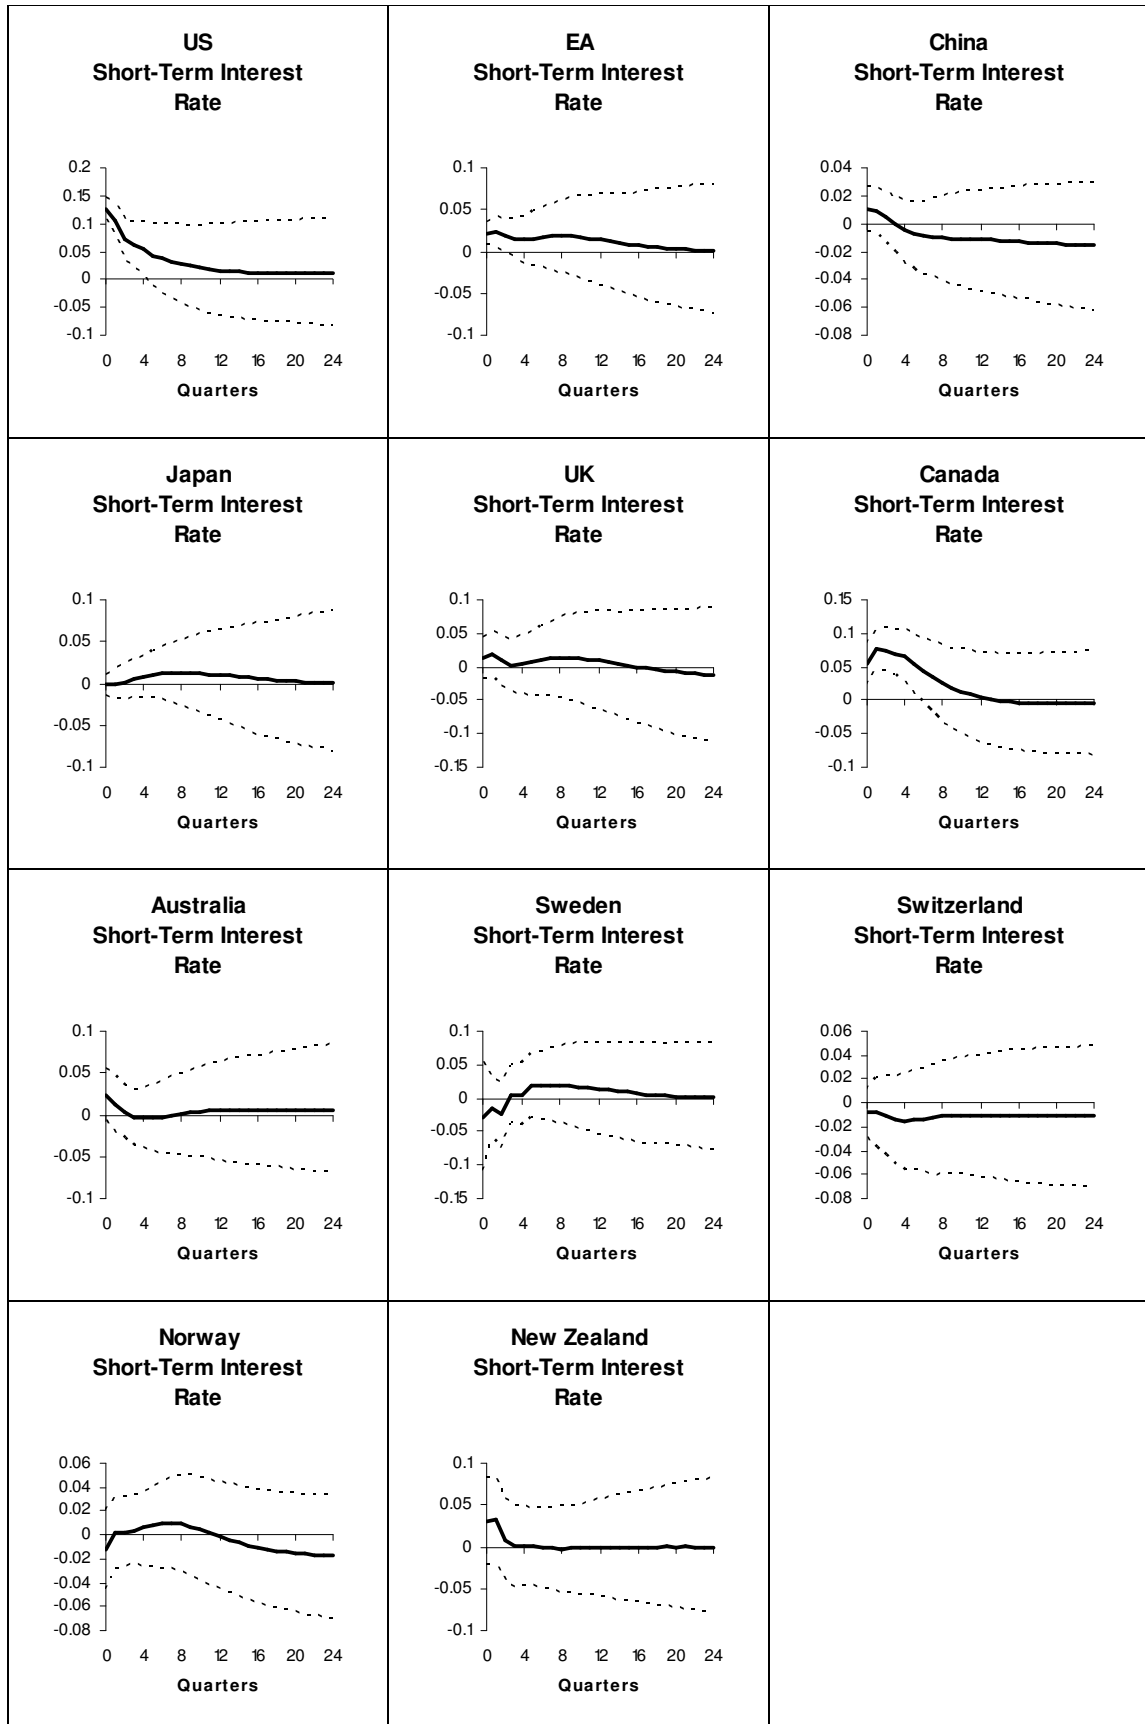 US
Short-Term Interest
Rate
0.2
0.15
0.1
0.05
0
-0.05
-0.1
0 4 8 12 16 20 24
Quarters
EA
Short-Term Interest
Rate
0.1
0.05
0
-0.05
-0.1
0 4 8 12 16 20 24
Quarters
China
Short-Term Interest
Rate
0.04
0.02
0
-0.02
-0.04
-0.06
-0.08
0 4 8 12 16 20 24
Quarters
Japan
Short-Term Interest
Rate
0.1
0.05
0
-0.05
-0.1
0 4 8 12 16 20 24
Quarters
UK
Short-Term Interest
Rate
0.1
0.05
0
-0.05
-0.1
-0.15
0 4 8 12 16 20 24
Quarters
Canada
Short-Term Interest
Rate
0.15
0.1
0.05
0
-0.05
-0.1
0 4 8 12 16 20 24
Quarters
Australia
Short-Term Interest
Rate
0.1
0.05
0
-0.05
-0.1
0 4 8 12 16 20 24
Quarters
Sweden
Short-Term Interest
Rate
0.1
0.05
0
-0.05
-0.1
-0.15
0 4 8 12 16 20 24
Quarters
Switzerland
Short-Term Interest
Rate
0.06
0.04
0.02
0
-0.02
-0.04
-0.06
-0.08
0 4 8 12 16 20 24
Quarters
Norway
Short-Term Interest
Rate
0.06
0.04
0.02
0
-0.02
-0.04
-0.06
-0.08
0 4 8 12 16 20 24
Quarters
New Zealand
Short-Term Interest
Rate
0.1
0.05
0
-0.05
-0.1
0 4 8 12 16 20 24
Quarters